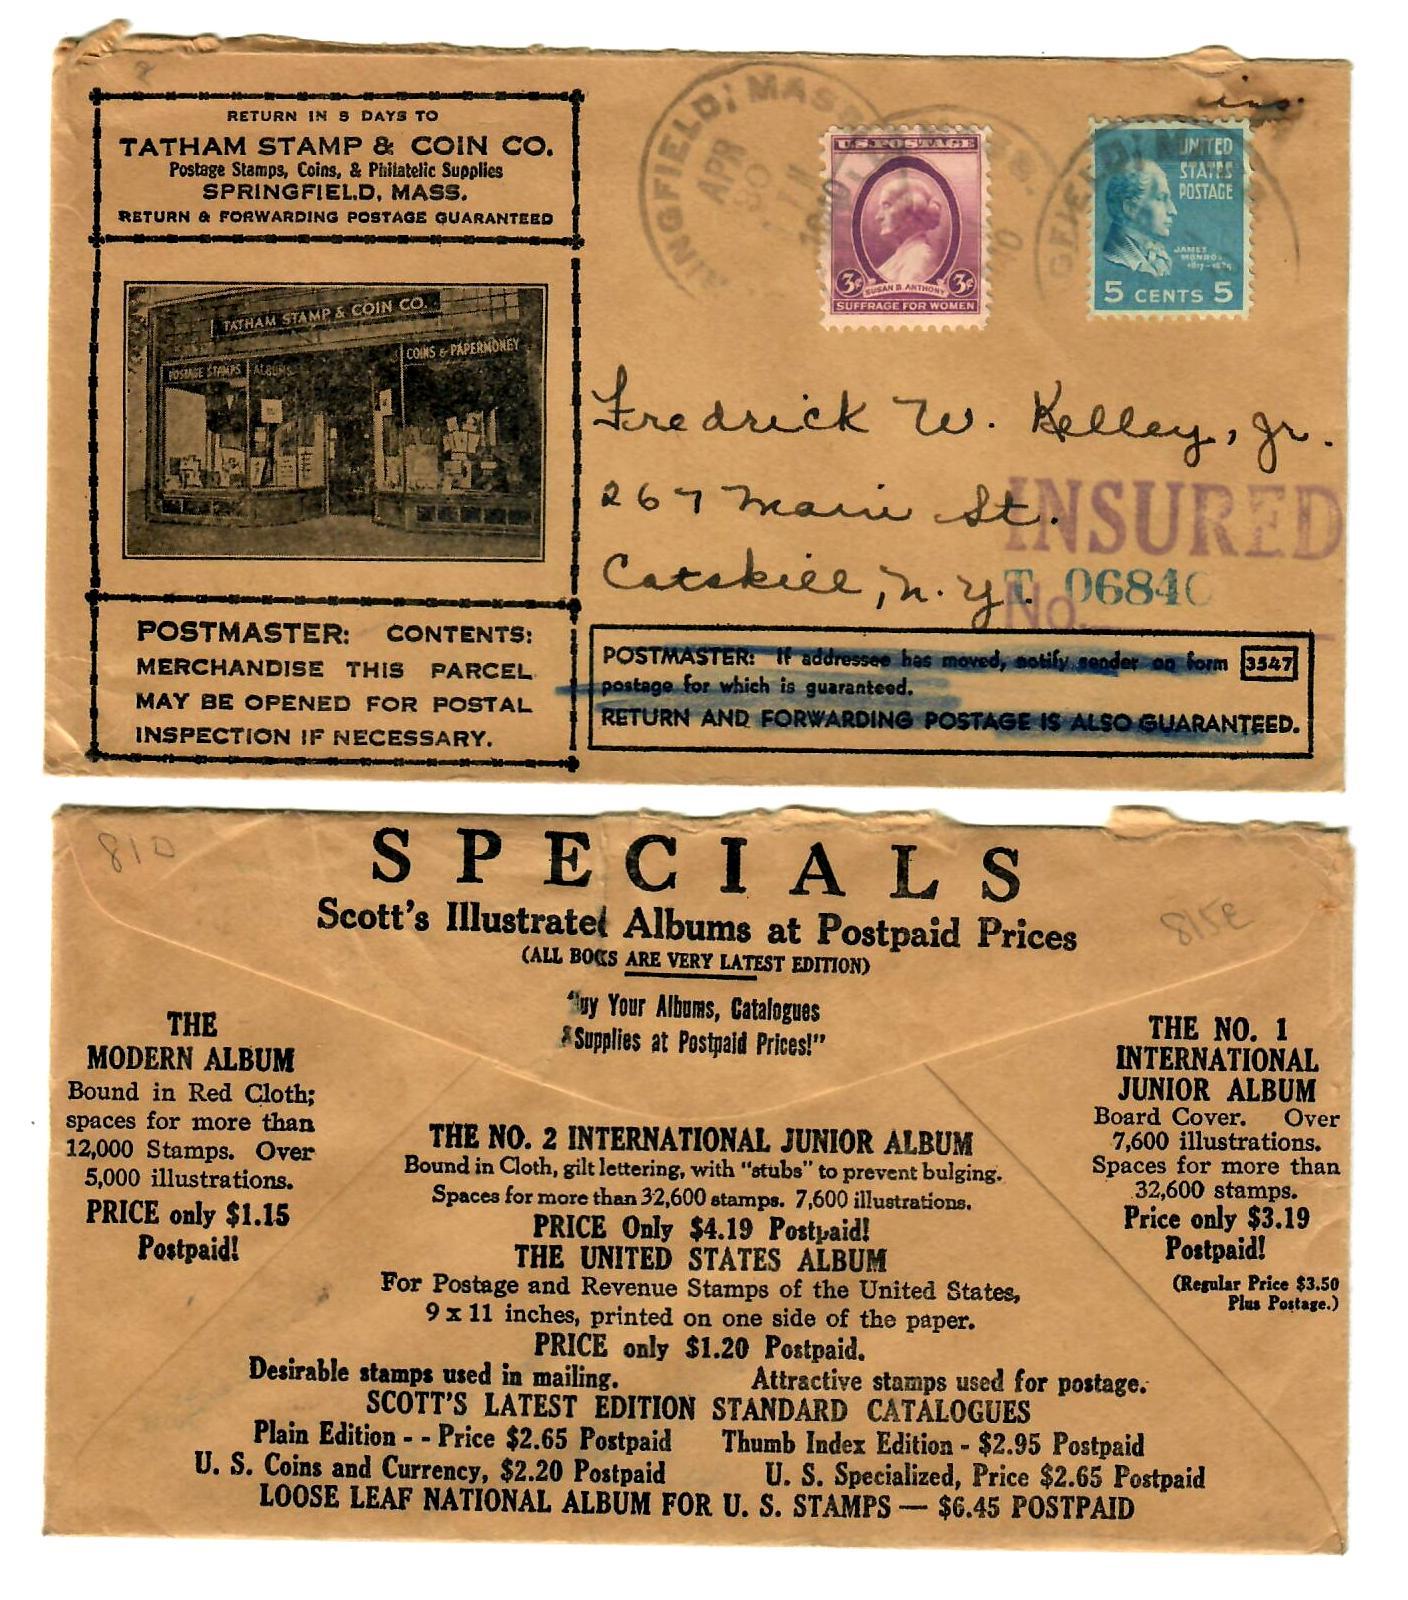 RETURN IN 5 DAYS TO
TATHAM STAMP & COIN CO.
Postage Stamps, Coins, & Philatelic Supplies
SPRINGFIELD, MASS.
RETURN & FORWARDING POSTAGE GUARANTEED
TATHAM STAMP & COIN CO.
POSTAGE STAMPS ALBUMS
COINS & PAPERMONEY
POSTMASTER: CONTENTS:
MERCHANDISE THIS PARCEL
MAY BE OPENED FOR POSTAL
INSPECTION IF NECESSARY.
INGFIELD, MASS
APR
U.S. POSTAGE
3c SUSAN B. ANTHONY 3c
SUFFRAGE FOR WOMEN
ins.
UNITED
STATES
POSTAGE
JAMES
MONROE
5 CENTS 5
Fredrick W. Kelley, Jr.
267 Main St.
Catskill, N. Y.
INSURED
T 0684
No.
POSTMASTER: If addressee has moved, notify sender on form 3547
postage for which is guaranteed.
RETURN AND FORWARDING POSTAGE IS ALSO GUARANTEED.
81D
815E
SPECIALS
Scott's Illustrated Albums at Postpaid Prices
(ALL BOOKS ARE VERY LATEST EDITION)
"Buy Your Albums, Catalogues
& Supplies at Postpaid Prices!"
THE
MODERN ALBUM
Bound in Red Cloth;
spaces for more than
12,000 Stamps. Over
5,000 illustrations.
PRICE only $1.15
Postpaid!
THE NO. 1
INTERNATIONAL
JUNIOR ALBUM
Board Cover. Over
7,600 illustrations.
Spaces for more than
32,600 stamps.
Price only $3.19
Postpaid!
(Regular Price $3.50
Plus Postage.)
THE NO. 2 INTERNATIONAL JUNIOR ALBUM
Bound in Cloth, gilt lettering, with "stubs" to prevent bulging.
Spaces for more than 32,600 stamps. 7,600 illustrations.
PRICE Only $4.19 Postpaid!
THE UNITED STATES ALBUM
For Postage and Revenue Stamps of the United States,
9 x 11 inches, printed on one side of the paper.
PRICE only $1.20 Postpaid.
Desirable stamps used in mailing. Attractive stamps used for postage.
SCOTT'S LATEST EDITION STANDARD CATALOGUES
Plain Edition - - Price $2.65 Postpaid Thumb Index Edition - $2.95 Postpaid
U. S. Coins and Currency, $2.20 Postpaid U. S. Specialized, Price $2.65 Postpaid
LOOSE LEAF NATIONAL ALBUM FOR U. S. STAMPS — $6.45 POSTPAID